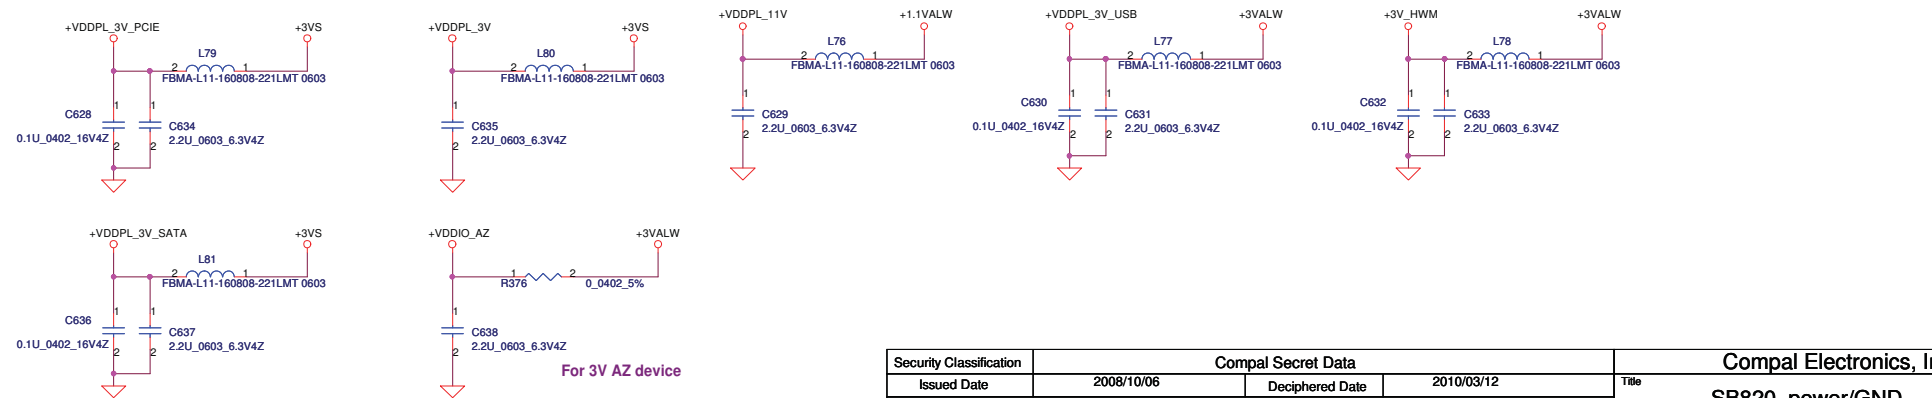 +VDDPL_3V_PCIE +3VS
L79
2 1
FBMA-L11-160808-221LMT 0603
1 1
C628
0.1U_0402_16V4Z
2
C634
2.2U_0603_6.3V4Z
2
+VDDPL_3V +3VS
L80
2 1
FBMA-L11-160808-221LMT 0603
1
C635
2.2U_0603_6.3V4Z
2
+VDDPL_11V +1.1VALW
L76
2 1
FBMA-L11-160808-221LMT 0603
1
C629
2.2U_0603_6.3V4Z
2
+VDDPL_3V_USB +3VALW
L77
2 1
FBMA-L11-160808-221LMT 0603
1 1
C630
0.1U_0402_16V4Z
2
C631
2.2U_0603_6.3V4Z
2
+3V_HWM +3VALW
L78
2 1
FBMA-L11-160808-221LMT 0603
1 1
C632
0.1U_0402_16V4Z
2
C633
2.2U_0603_6.3V4Z
2
+VDDPL_3V_SATA +3VS
L81
2 1
FBMA-L11-160808-221LMT 0603
1 1
C636
0.1U_0402_16V4Z
2
C637
2.2U_0603_6.3V4Z
2
+VDDIO_AZ +3VALW
1 2
R376 0_0402_5%
1
C638
2.2U_0603_6.3V4Z
2
For 3V AZ device
Security Classification Compal Secret Data
Issued Date 2008/10/06 Deciphered Date 2010/03/12
Compal Electronics,
Title
SB820_power/GND